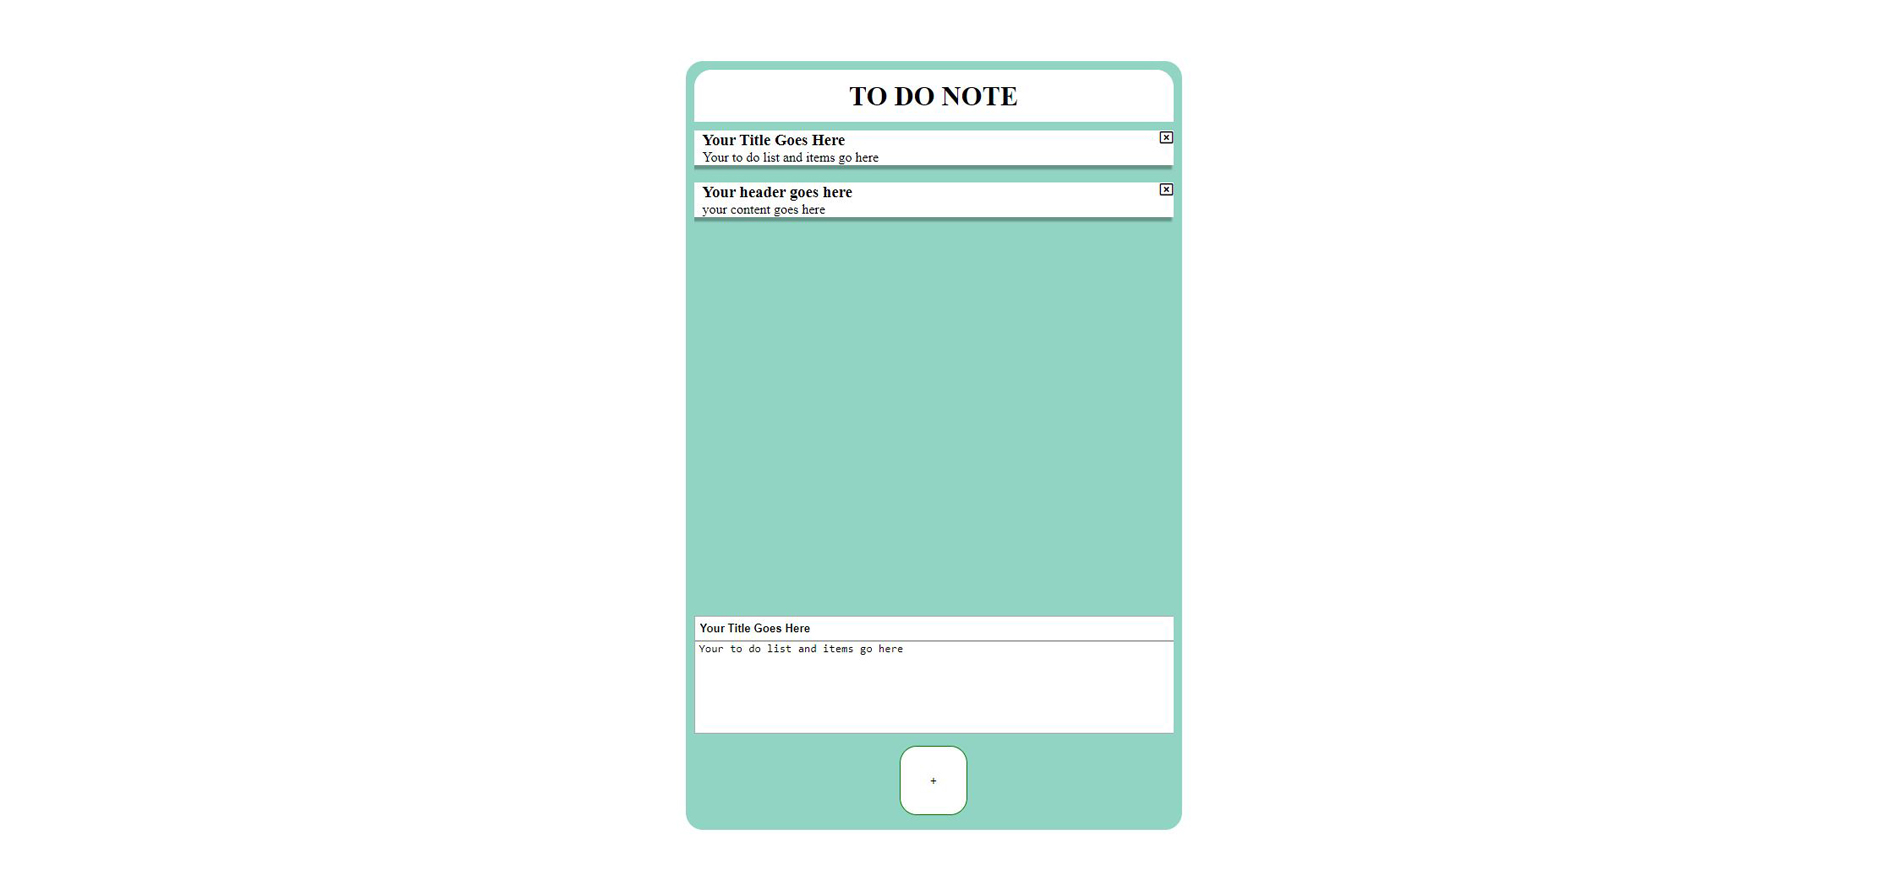 TO DO NOTE
Your Title Goes Here
Your to do list and items go here
Your header goes here
your content goes here
Your Title Goes Here
Your to do list and items go here
+